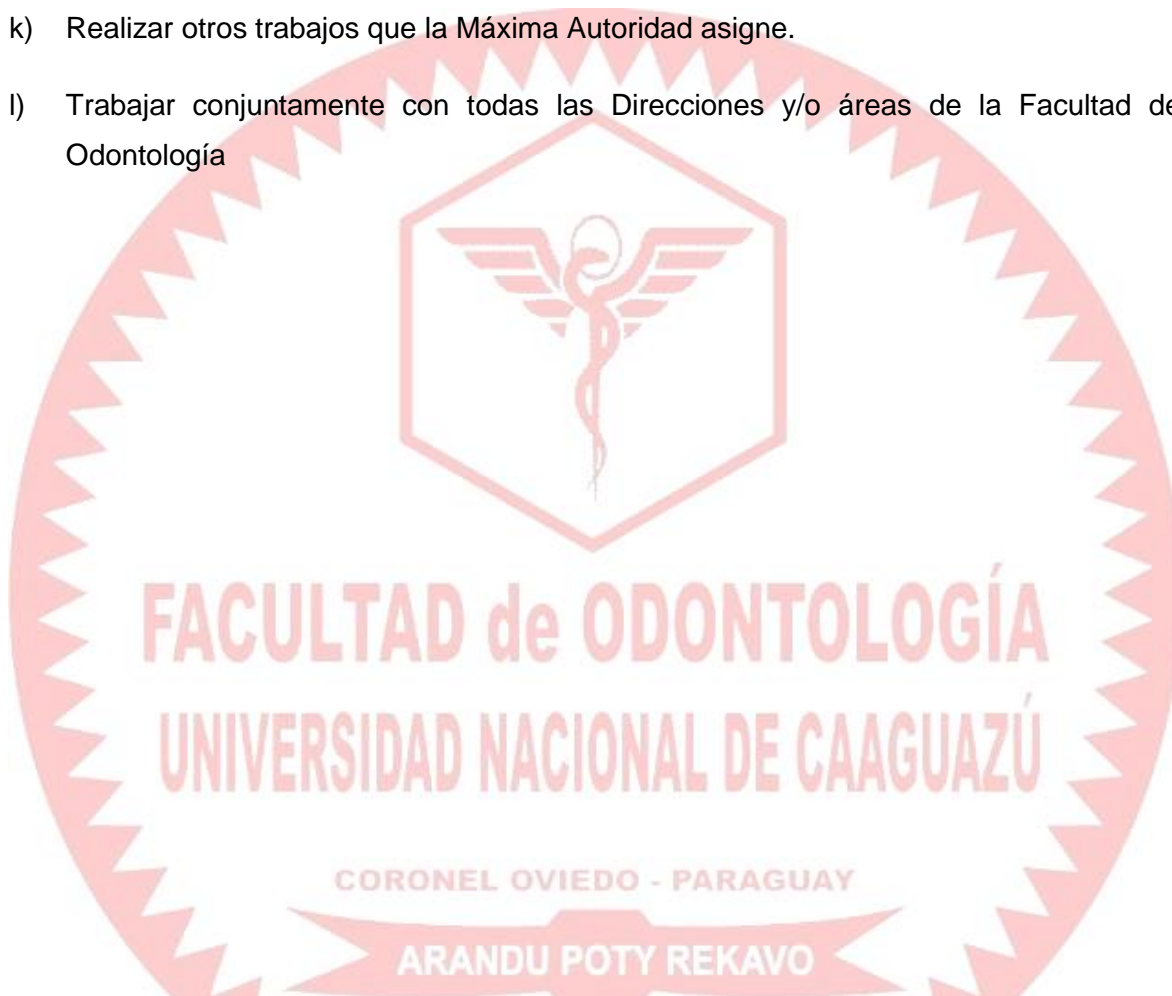 k) Realizar otros trabajos que la Máxima Autoridad asigne.
l) Trabajar conjuntamente con todas las Direcciones y/o áreas de la Facultad de
Odontología
FACULTAD de ODONTOLOGÍA
UNIVERSIDAD NACIONAL DE CAAGUAZÚ
CORONEL OVIEDO - PARAGUAY
ARANDU POTY REKAVO